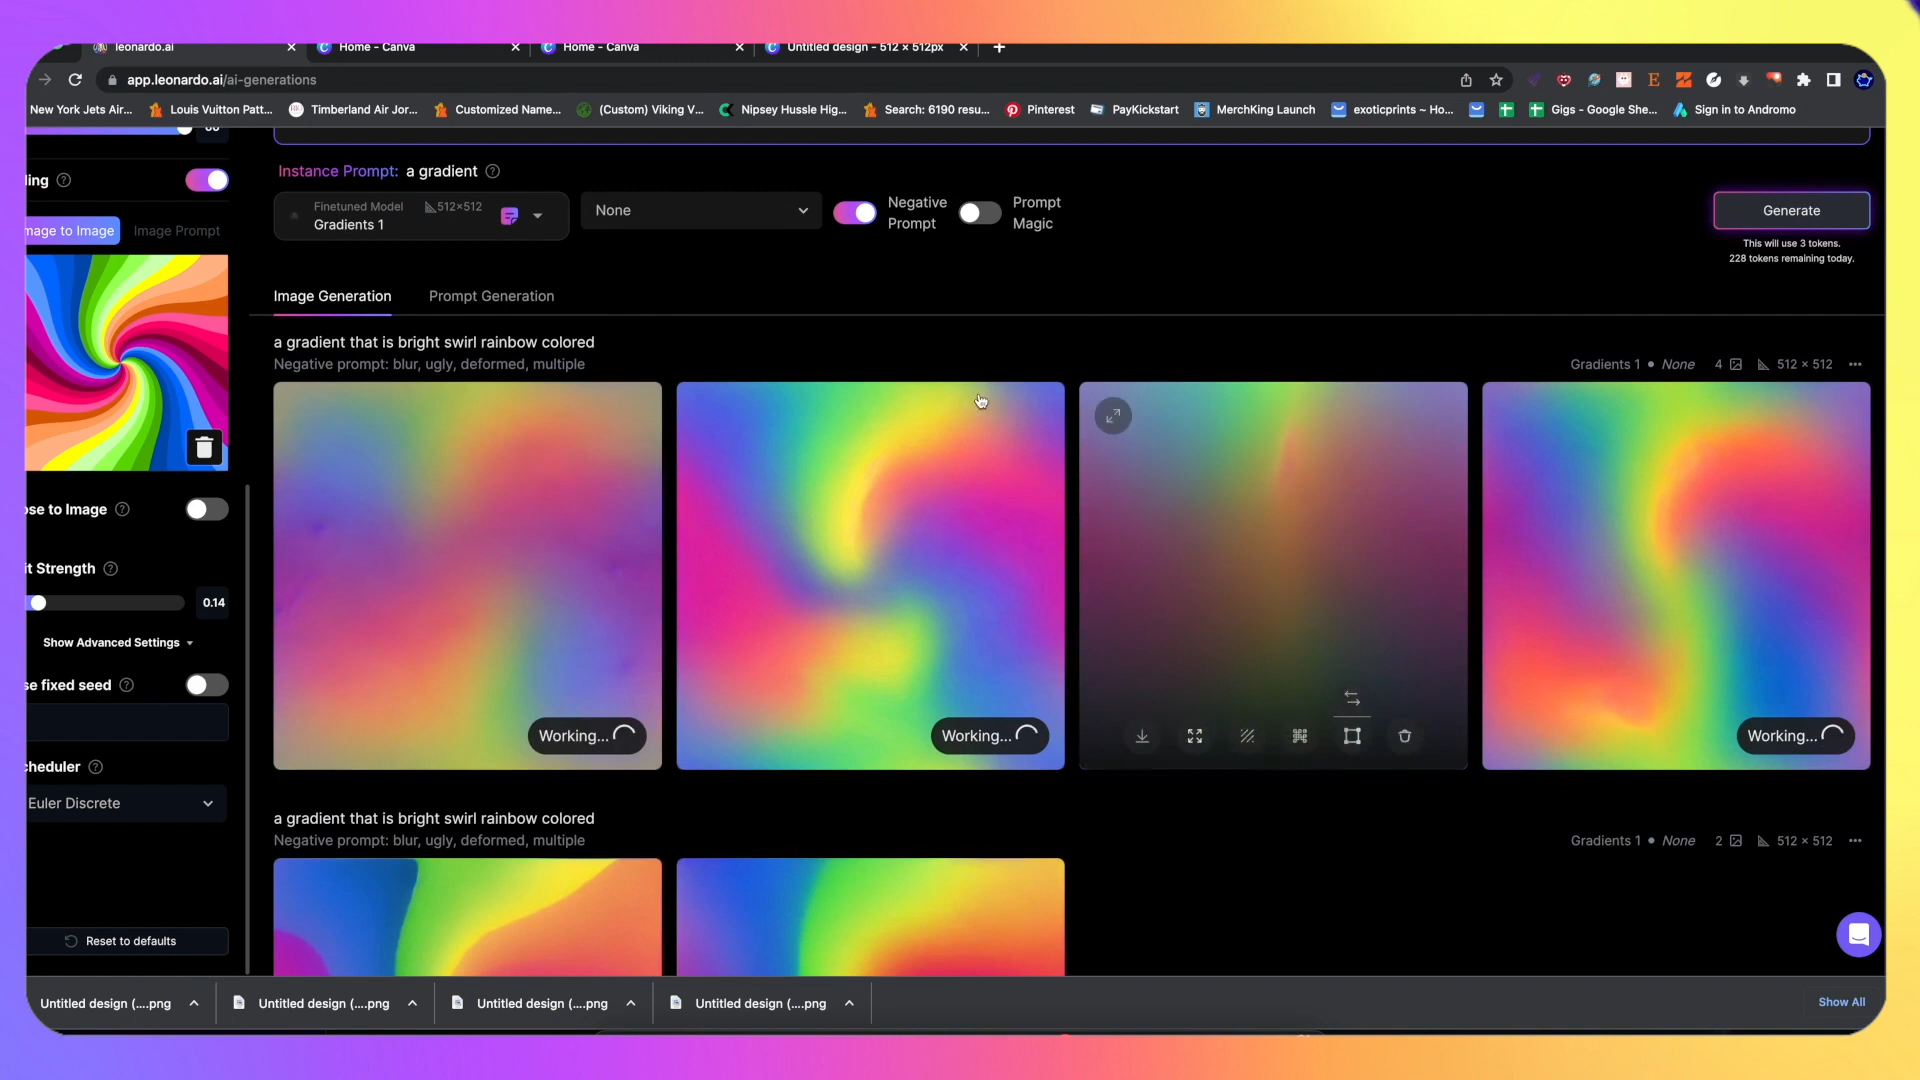 leonardo.ai
Home - Canva
Home - Canva
Untitled design - 512 × 512px
app.leonardo.ai/ai-generations
New York Jets Air...
Louis Vuitton Patt...
Timberland Air Jor...
Customized Name...
(Custom) Viking V...
Nipsey Hussle Hig...
Search: 6190 resu...
Pinterest
PayKickstart
MerchKing Launch
exoticprints ~ Ho...
Gigs - Google She...
Sign in to Andromo
ling
Instance Prompt: a gradient
Finetuned Model
512×512
Gradients 1
None
Negative
Prompt
Prompt
Magic
Generate
This will use 3 tokens.
228 tokens remaining today.
mage to Image
Image Prompt
Image Generation
Prompt Generation
a gradient that is bright swirl rainbow colored
Negative prompt: blur, ugly, deformed, multiple
Gradients 1 • None 4 512 × 512
Working...
Working...
Working...
ose to Image
it Strength
0.14
Show Advanced Settings
se fixed seed
cheduler
Euler Discrete
a gradient that is bright swirl rainbow colored
Negative prompt: blur, ugly, deformed, multiple
Gradients 1 • None 2 512 × 512
Reset to defaults
Untitled design (....png
Untitled design (....png
Untitled design (....png
Untitled design (....png
Show All